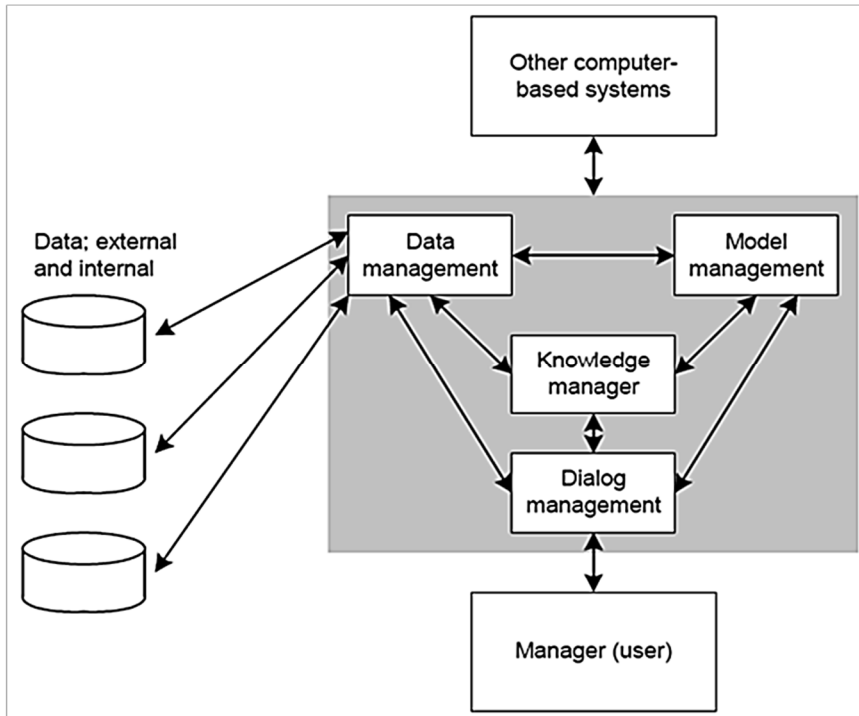 Other computer-
based systems
Data; external
and internal
Data
management
Model
management
Knowledge
manager
Dialog
management
Manager (user)